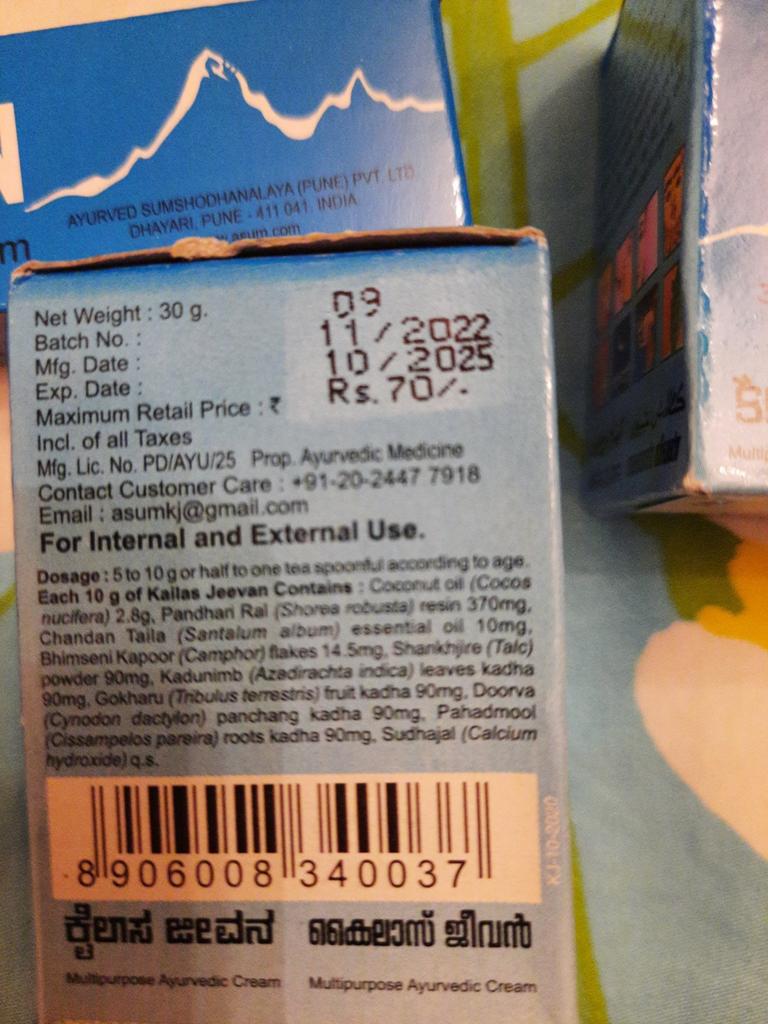 AYURVED SUMSHODHANALAYA (PUNE) PVT. LTD.
DHAYARI, PUNE - 411 041. INDIA.
www.asum.com
Net Weight : 30 g.
Batch No. : 09
Mfg. Date : 11/2022
Exp. Date : 10/2025
Maximum Retail Price : ₹ Rs.70/-
Incl. of all Taxes
Mfg. Lic. No. PD/AYU/25 Prop. Ayurvedic Medicine
Contact Customer Care : +91-20-2447 7918
Email : asumkj@gmail.com
For Internal and External Use.
Dosage : 5 to 10 g or half to one tea spoonful according to age.
Each 10 g of Kailas Jeevan Contains : Coconut oil (Cocos
nucifera) 2.8g, Pandhari Ral (Shorea robusta) resin 370mg,
Chandan Taila (Santalum album) essential oil 10mg,
Bhimseni Kapoor (Camphor) flakes 14.5mg, Shankhjire (Talc)
powder 90mg, Kadunimb (Azadirachta indica) leaves kadha
90mg, Gokharu (Tribulus terrestris) fruit kadha 90mg, Doorva
(Cynodon dactylon) panchang kadha 90mg, Pahadmool
(Cissampelos pareira) roots kadha 90mg, Sudhajal (Calcium
hydroxide) q.s.
8 906008 340037
KJ-10-2020
ಕೈಲಾಸ ಜೀವನ കൈലാസ് ജീവൻ
Multipurpose Ayurvedic Cream Multipurpose Ayurvedic Cream